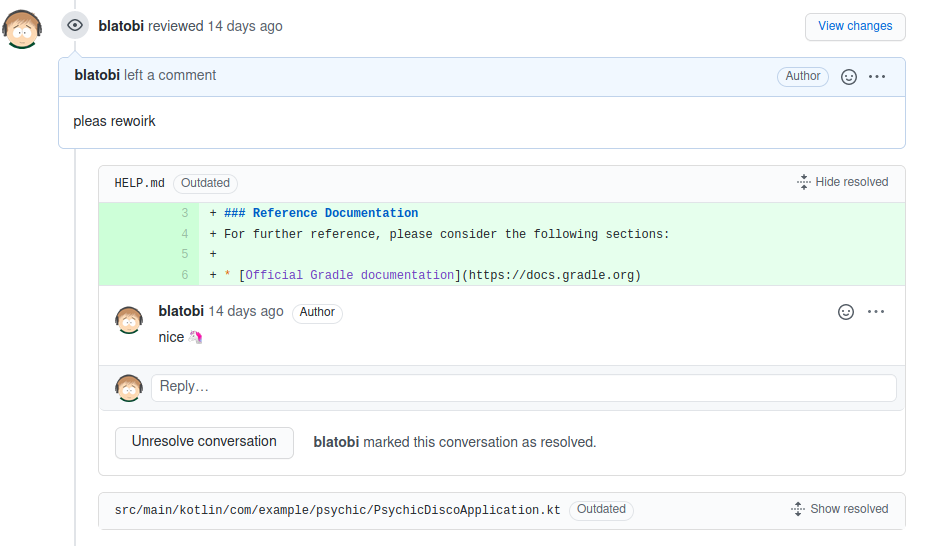 blatobi reviewed 14 days ago
View changes
blatobi left a comment
Author
pleas rewoirk
HELP.md Outdated
Hide resolved
3 + ### Reference Documentation
4 + For further reference, please consider the following sections:
5 +
6 + * [Official Gradle documentation](https://docs.gradle.org)
blatobi 14 days ago Author
nice 🦄
Reply…
Unresolve conversation
blatobi marked this conversation as resolved.
src/main/kotlin/com/example/psychic/PsychicDiscoApplication.kt Outdated
Show resolved